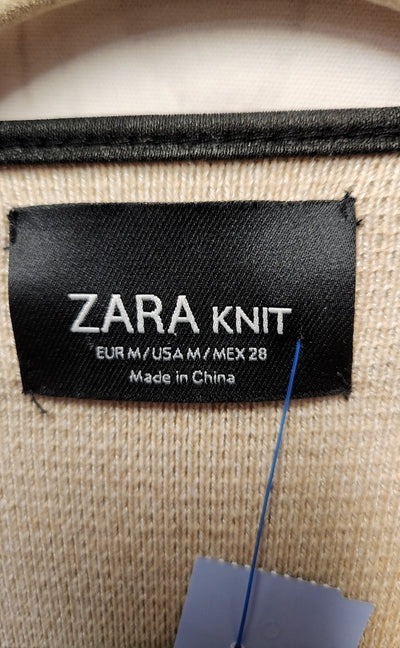 ZARA KNIT
EUR M / USA M / MEX 28
Made in China